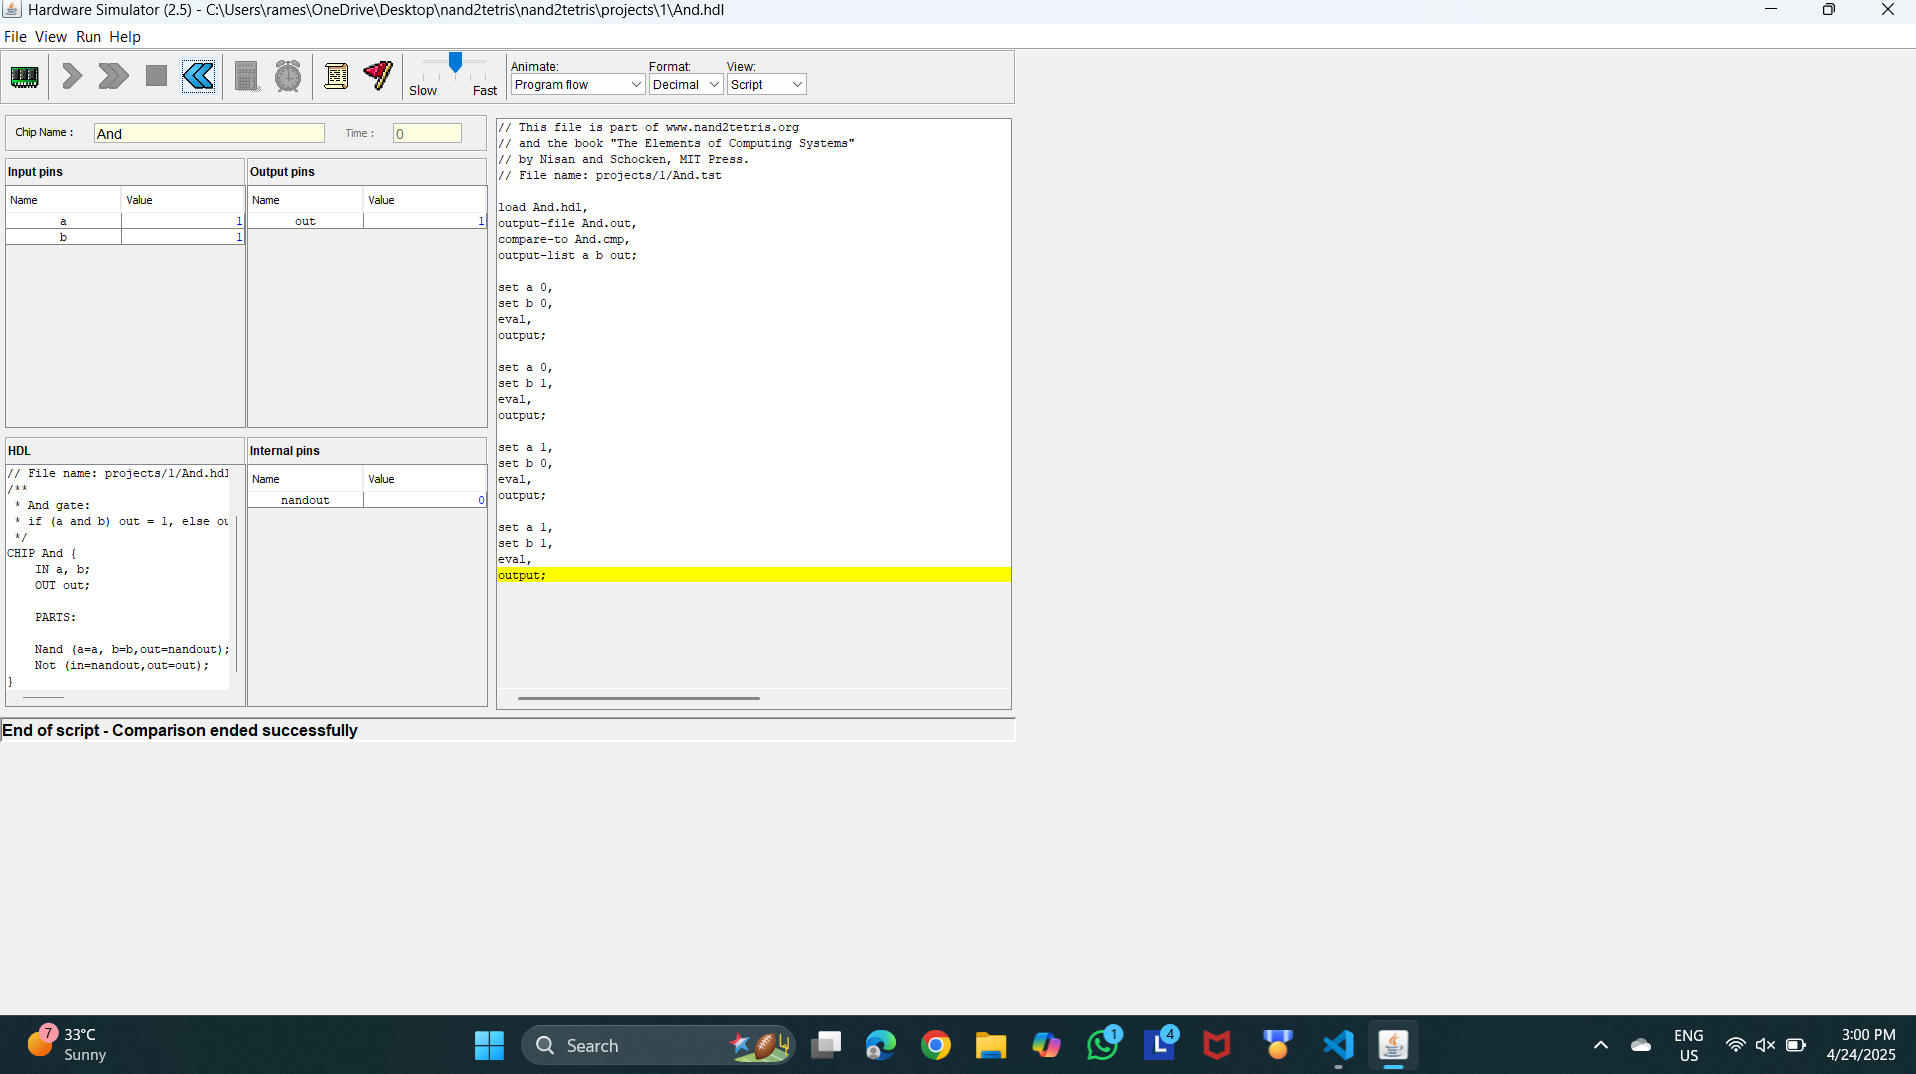 Hardware Simulator (2.5) - C:\Users\rames\OneDrive\Desktop\nand2tetris\nand2tetris\projects\1\And.hdl
File View Run Help
Slow Fast
Animate:
Program flow
Format:
Decimal
View:
Script
Chip Name :
And
Time :
0
Input pins
Name Value
a 1
b 1
Output pins
Name Value
out 1
HDL
// File name: projects/1/And.hdl
/**
* And gate:
* if (a and b) out = 1, else ou
*/
CHIP And {
IN a, b;
OUT out;
PARTS:
Nand (a=a, b=b,out=nandout);
Not (in=nandout,out=out);
}
Internal pins
Name Value
nandout 0
// This file is part of www.nand2tetris.org
// and the book "The Elements of Computing Systems"
// by Nisan and Schocken, MIT Press.
// File name: projects/1/And.tst
load And.hdl,
output-file And.out,
compare-to And.cmp,
output-list a b out;
set a 0,
set b 0,
eval,
output;
set a 0,
set b 1,
eval,
output;
set a 1,
set b 0,
eval,
output;
set a 1,
set b 1,
eval,
output;
End of script - Comparison ended successfully
7
33°C
Sunny
Search
1
L
4
ENG
US
3:00 PM
4/24/2025